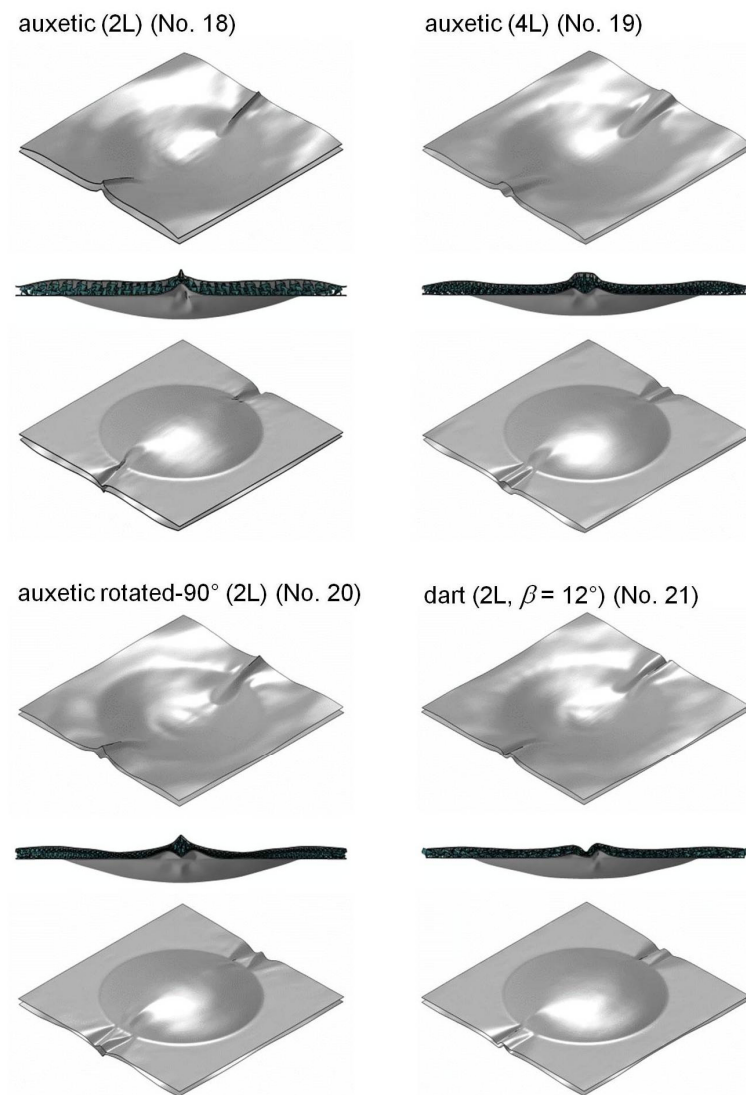 auxetic (2L) (No. 18)
auxetic (4L) (No. 19)
auxetic rotated-90° (2L) (No. 20)
dart (2L, β = 12°) (No. 21)